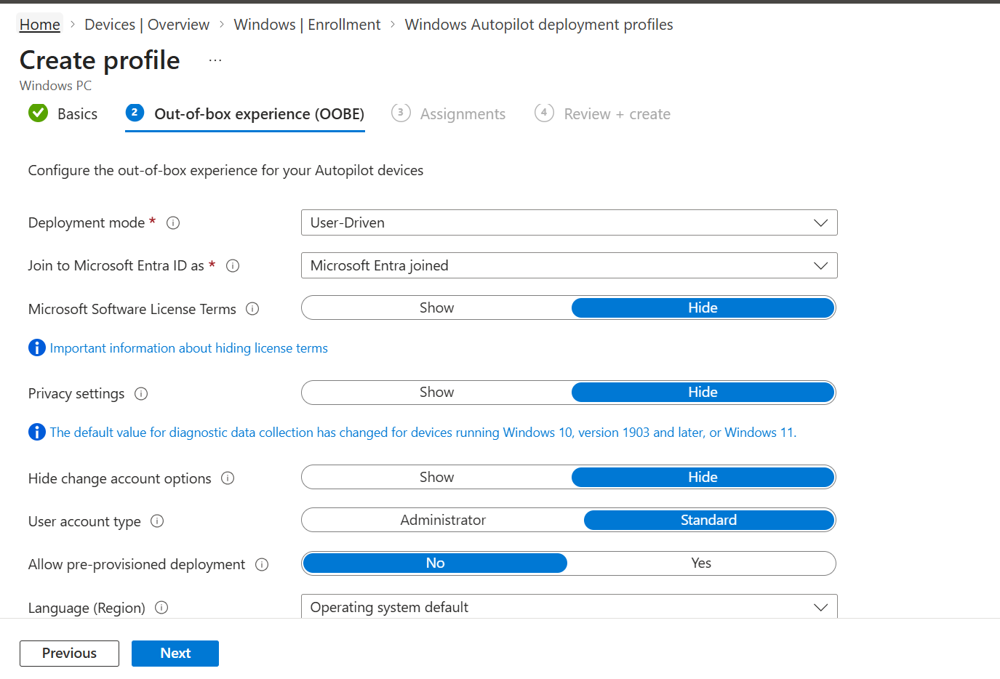 Home > Devices | Overview > Windows | Enrollment > Windows Autopilot deployment profiles
Create profile ...
Windows PC
Basics 2 Out-of-box experience (OOBE) 3 Assignments 4 Review + create
Configure the out-of-box experience for your Autopilot devices
Deployment mode * User-Driven
Join to Microsoft Entra ID as * Microsoft Entra joined
Microsoft Software License Terms Show Hide
Important information about hiding license terms
Privacy settings Show Hide
The default value for diagnostic data collection has changed for devices running Windows 10, version 1903 and later, or Windows 11.
Hide change account options Show Hide
User account type Administrator Standard
Allow pre-provisioned deployment No Yes
Language (Region) Operating system default
Previous Next